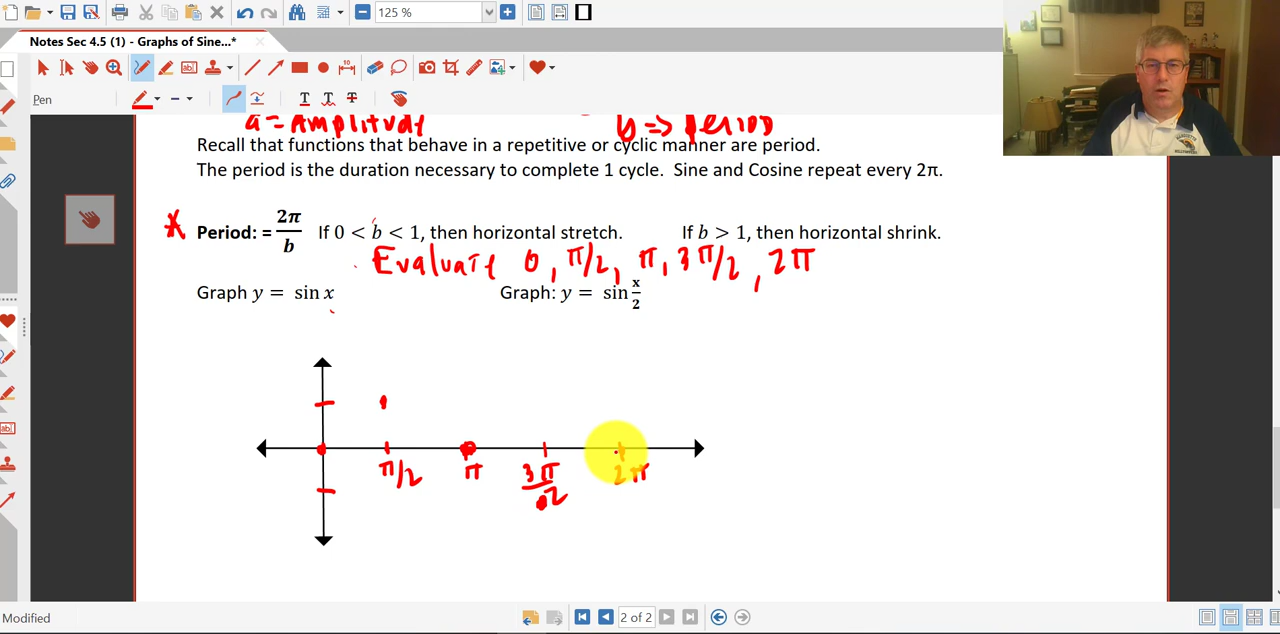 125 %
Notes Sec 4.5 (1) - Graphs of Sine...*
Pen
a = Amplitude
b => Period
Recall that functions that behave in a repetitive or cyclic manner are period.
The period is the duration necessary to complete 1 cycle. Sine and Cosine repeat every 2π.
Period: = 2π/b If 0 < b < 1, then horizontal stretch. If b > 1, then horizontal shrink.
Evaluate 0, π/2, π, 3π/2, 2π
Graph y = sin x Graph: y = sin x/2
π/2 π 3π/2 2π
Modified
2 of 2